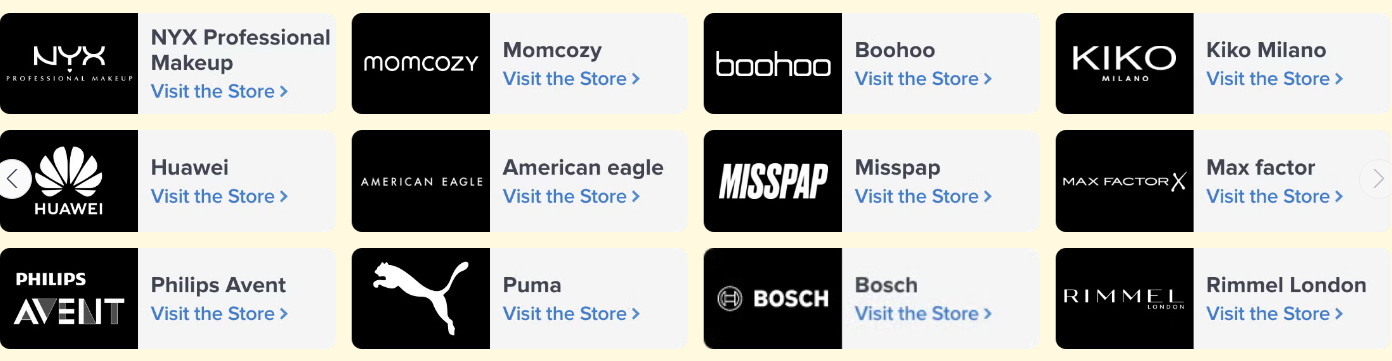 NYX
PROFESSIONAL MAKEUP
NYX Professional
Makeup
Visit the Store >
momcozy
Momcozy
Visit the Store >
boohoo
Boohoo
Visit the Store >
KIKO
MILANO
Kiko Milano
Visit the Store >
HUAWEI
Huawei
Visit the Store >
AMERICAN EAGLE
American eagle
Visit the Store >
MISSPAP
Misspap
Visit the Store >
MAX FACTOR X
Max factor
Visit the Store >
PHILIPS
AVENT
Philips Avent
Visit the Store >
Puma
Visit the Store >
BOSCH
Bosch
Visit the Store >
RIMMEL
LONDON
Rimmel London
Visit the Store >